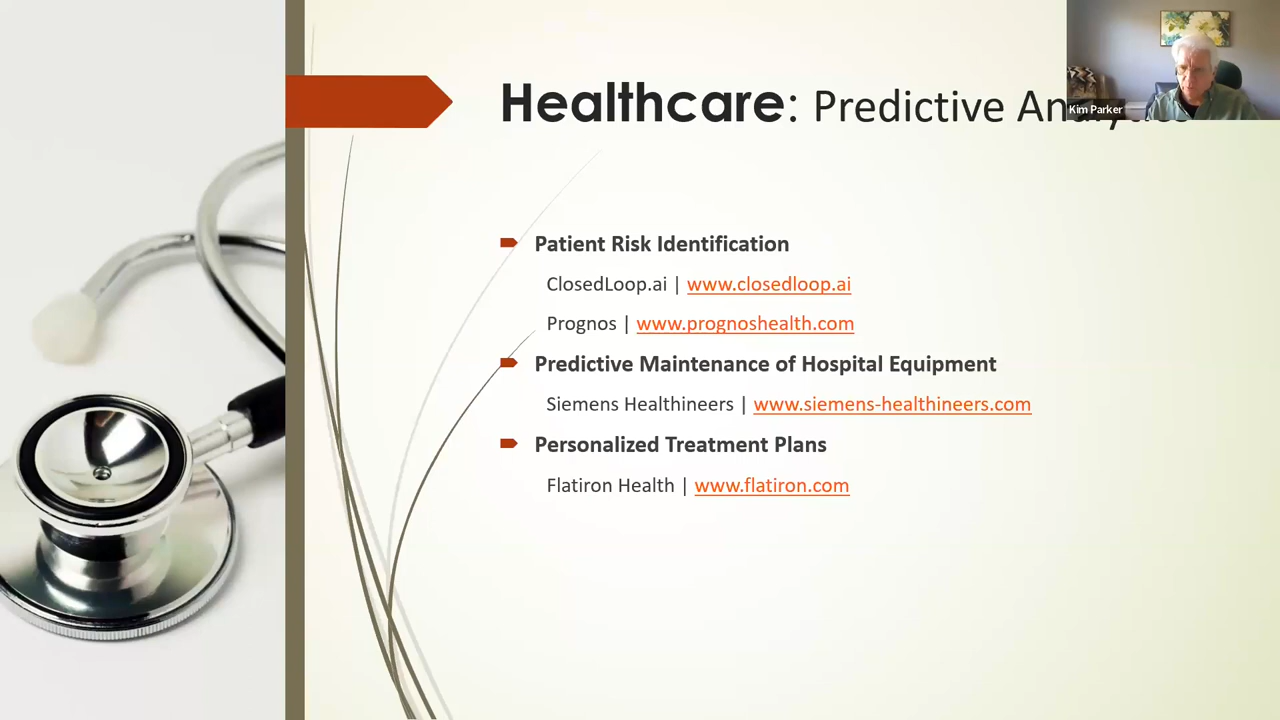 Healthcare: Predictive
Kim Parker
Patient Risk Identification
ClosedLoop.ai | www.closedloop.ai
Prognos | www.prognoshealth.com
Predictive Maintenance of Hospital Equipment
Siemens Healthineers | www.siemens-healthineers.com
Personalized Treatment Plans
Flatiron Health | www.flatiron.com